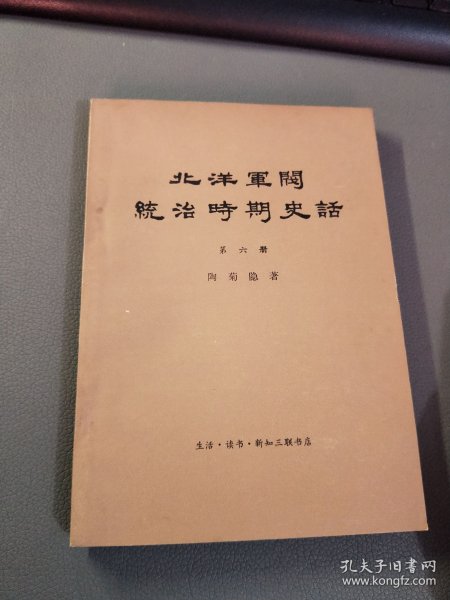 北洋軍閥
統治時期史話
第六册
陶菊隐著
生活·读书·新知三联书店
孔夫子旧书网
www.kongfz.com